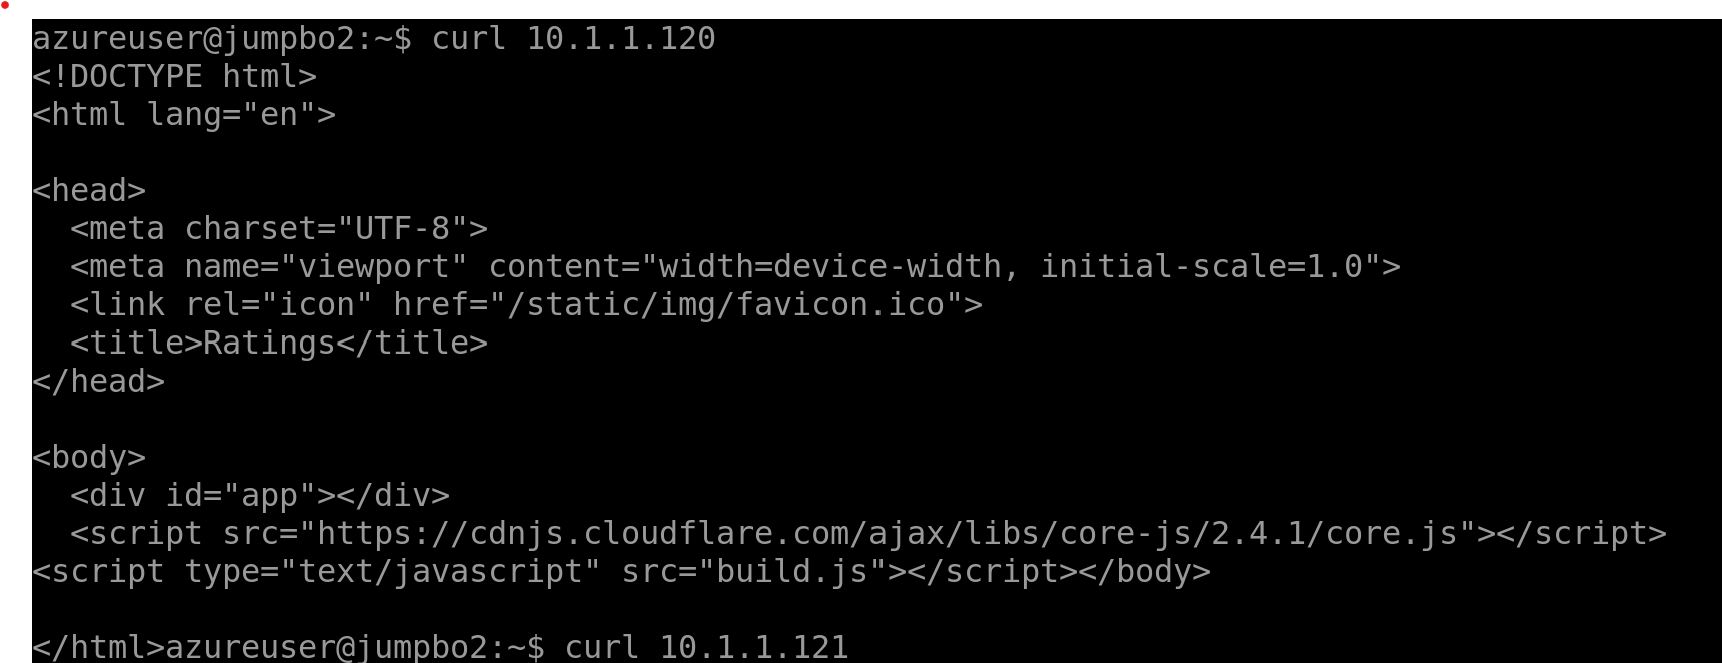 azureuser@jumpbo2:~$ curl 10.1.1.120
<!DOCTYPE html>
<html lang="en">

<head>
  <meta charset="UTF-8">
  <meta name="viewport" content="width=device-width, initial-scale=1.0">
  <link rel="icon" href="/static/img/favicon.ico">
  <title>Ratings</title>
</head>

<body>
  <div id="app"></div>
  <script src="https://cdnjs.cloudflare.com/ajax/libs/core-js/2.4.1/core.js"></script>
<script type="text/javascript" src="build.js"></script></body>

</html>azureuser@jumpbo2:~$ curl 10.1.1.121